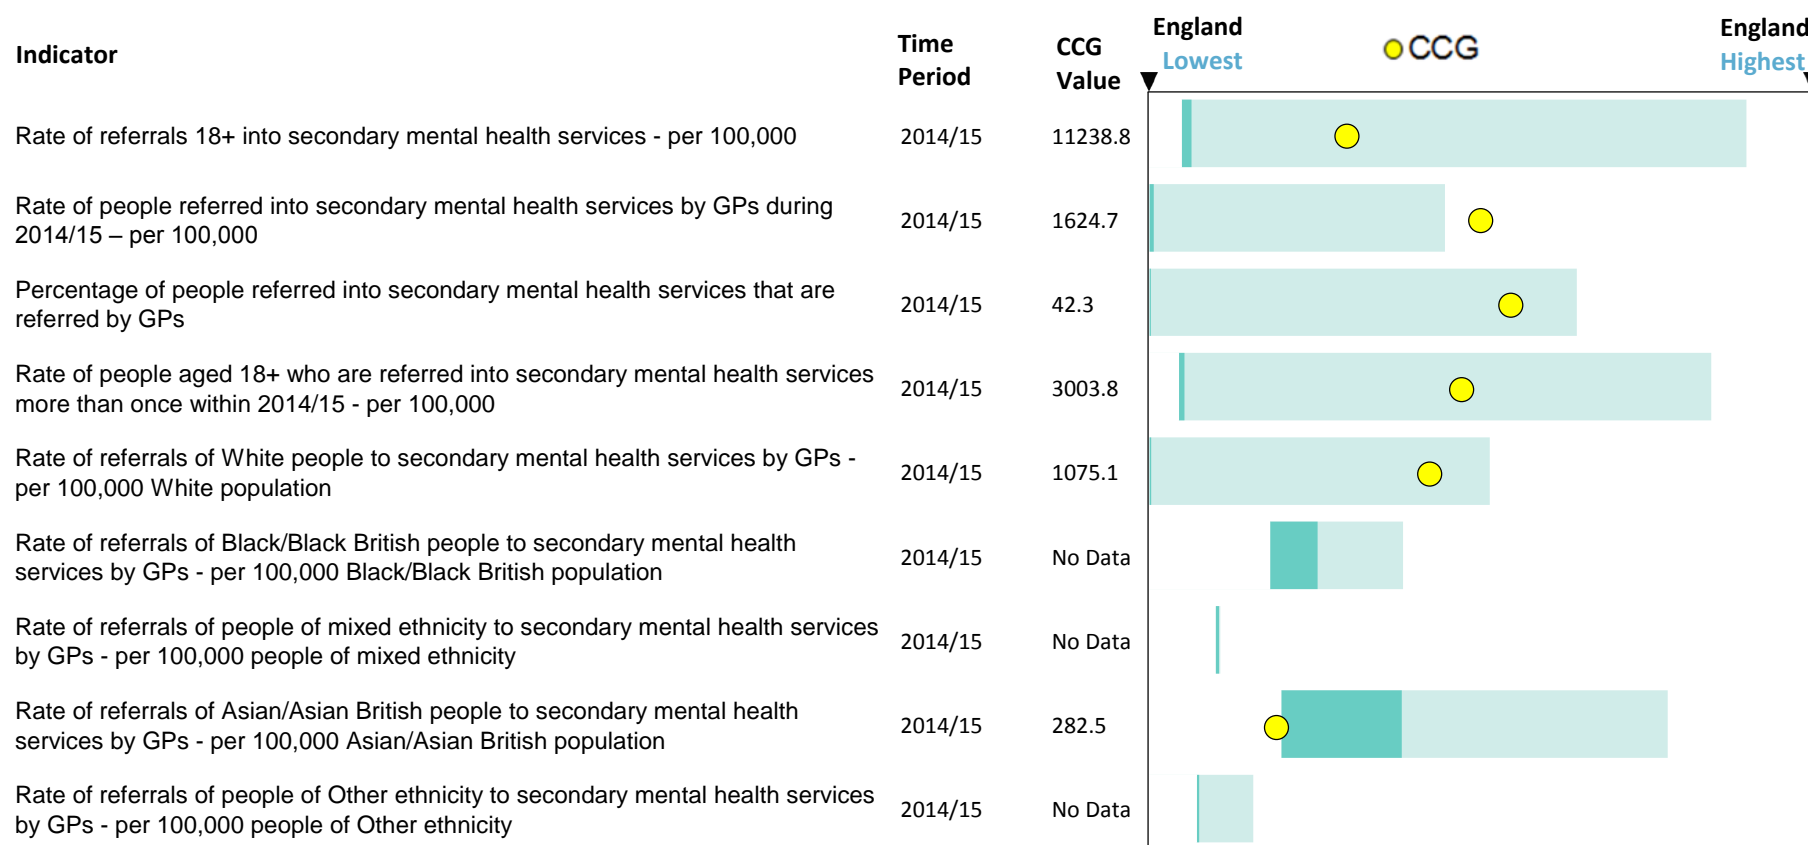 Indicator
Time
Period
CCG
Value
England
Lowest
CCG
England
Highest
Rate of referrals 18+ into secondary mental health services - per 100,000
2014/15
11238.8
Rate of people referred into secondary mental health services by GPs during
2014/15 – per 100,000
2014/15
1624.7
Percentage of people referred into secondary mental health services that are
referred by GPs
2014/15
42.3
Rate of people aged 18+ who are referred into secondary mental health services
more than once within 2014/15 - per 100,000
2014/15
3003.8
Rate of referrals of White people to secondary mental health services by GPs -
per 100,000 White population
2014/15
1075.1
Rate of referrals of Black/Black British people to secondary mental health
services by GPs - per 100,000 Black/Black British population
2014/15
No Data
Rate of referrals of people of mixed ethnicity to secondary mental health services
by GPs - per 100,000 people of mixed ethnicity
2014/15
No Data
Rate of referrals of Asian/Asian British people to secondary mental health
services by GPs - per 100,000 Asian/Asian British population
2014/15
282.5
Rate of referrals of people of Other ethnicity to secondary mental health services
by GPs - per 100,000 people of Other ethnicity
2014/15
No Data